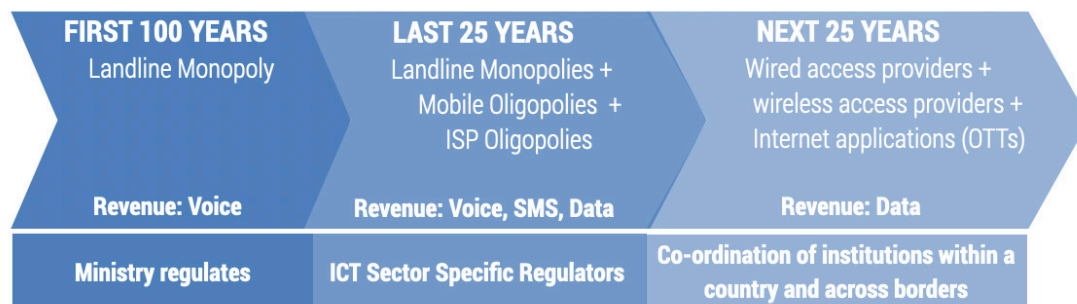 FIRST 100 YEARS
Landline Monopoly
Revenue: Voice
Ministry regulates
LAST 25 YEARS
Landline Monopolies +
Mobile Oligopolies +
ISP Oligopolies
Revenue: Voice, SMS, Data
ICT Sector Specific Regulators
NEXT 25 YEARS
Wired access providers +
wireless access providers +
Internet applications (OTTs)
Revenue: Data
Co-ordination of institutions within a
country and across borders